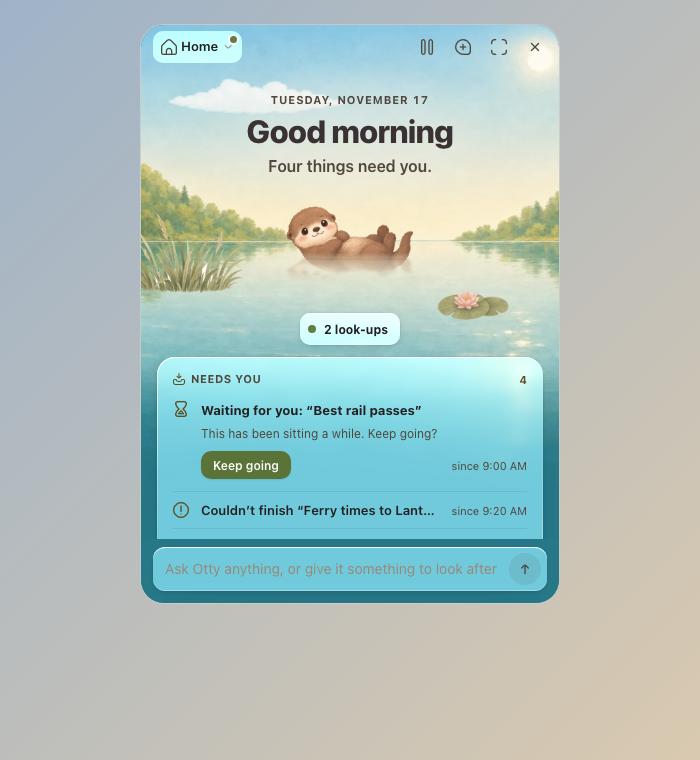 Home
TUESDAY, NOVEMBER 17
Good morning
Four things need you.
2 look-ups
NEEDS YOU
4
Waiting for you: “Best rail passes”
This has been sitting a while. Keep going?
Keep going
since 9:00 AM
Couldn’t finish “Ferry times to Lant...
since 9:20 AM
Ask Otty anything, or give it something to look after